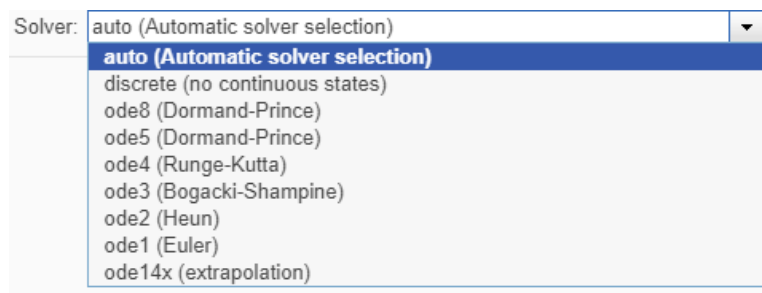 Solver: auto (Automatic solver selection)
auto (Automatic solver selection)
discrete (no continuous states)
ode8 (Dormand-Prince)
ode5 (Dormand-Prince)
ode4 (Runge-Kutta)
ode3 (Bogacki-Shampine)
ode2 (Heun)
ode1 (Euler)
ode14x (extrapolation)